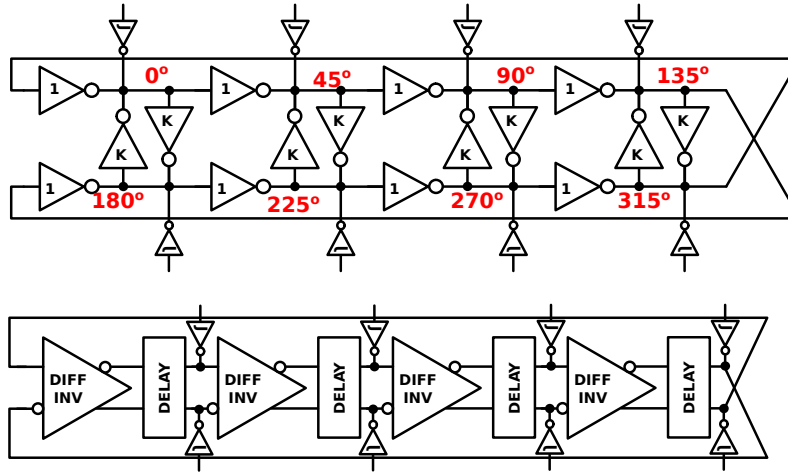 0° 45° 90° 135°
1 1 1 1
K K K K
K K K K
1 1 1 1
180° 225° 270° 315°
DIFF INV DELAY DIFF INV DELAY DIFF INV DELAY DIFF INV DELAY